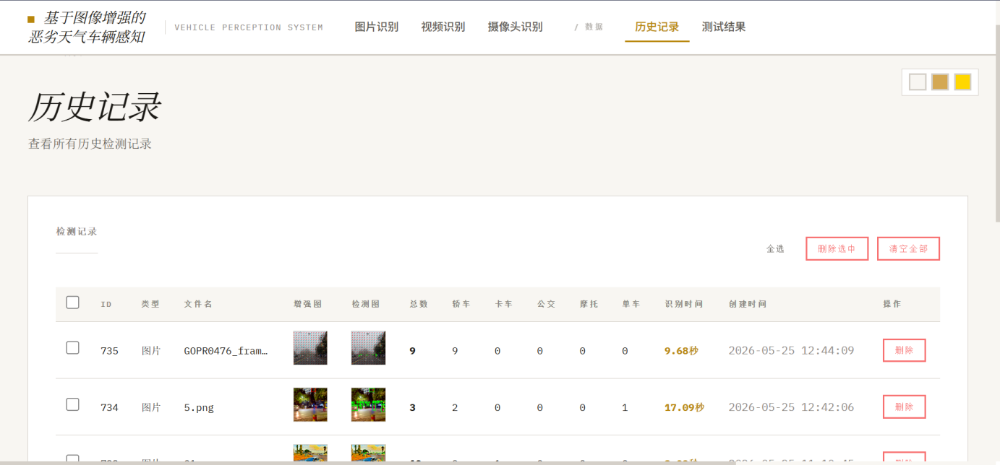 基于图像增强的
恶劣天气车辆感知
VEHICLE PERCEPTION SYSTEM
图片识别 视频识别 摄像头识别 / 数据 历史记录 测试结果
历史记录
查看所有历史检测记录
检测记录
全选 删除选中 清空全部
ID 类型 文件名 增强图 检测图 总数 轿车 卡车 公交 摩托 单车 识别时间 创建时间 操作
735 图片 GOPR0476_fram… 9 9 0 0 0 0 9.68秒 2026-05-25 12:44:09 删除
734 图片 5.png 3 2 0 0 0 1 17.09秒 2026-05-25 12:42:06 删除